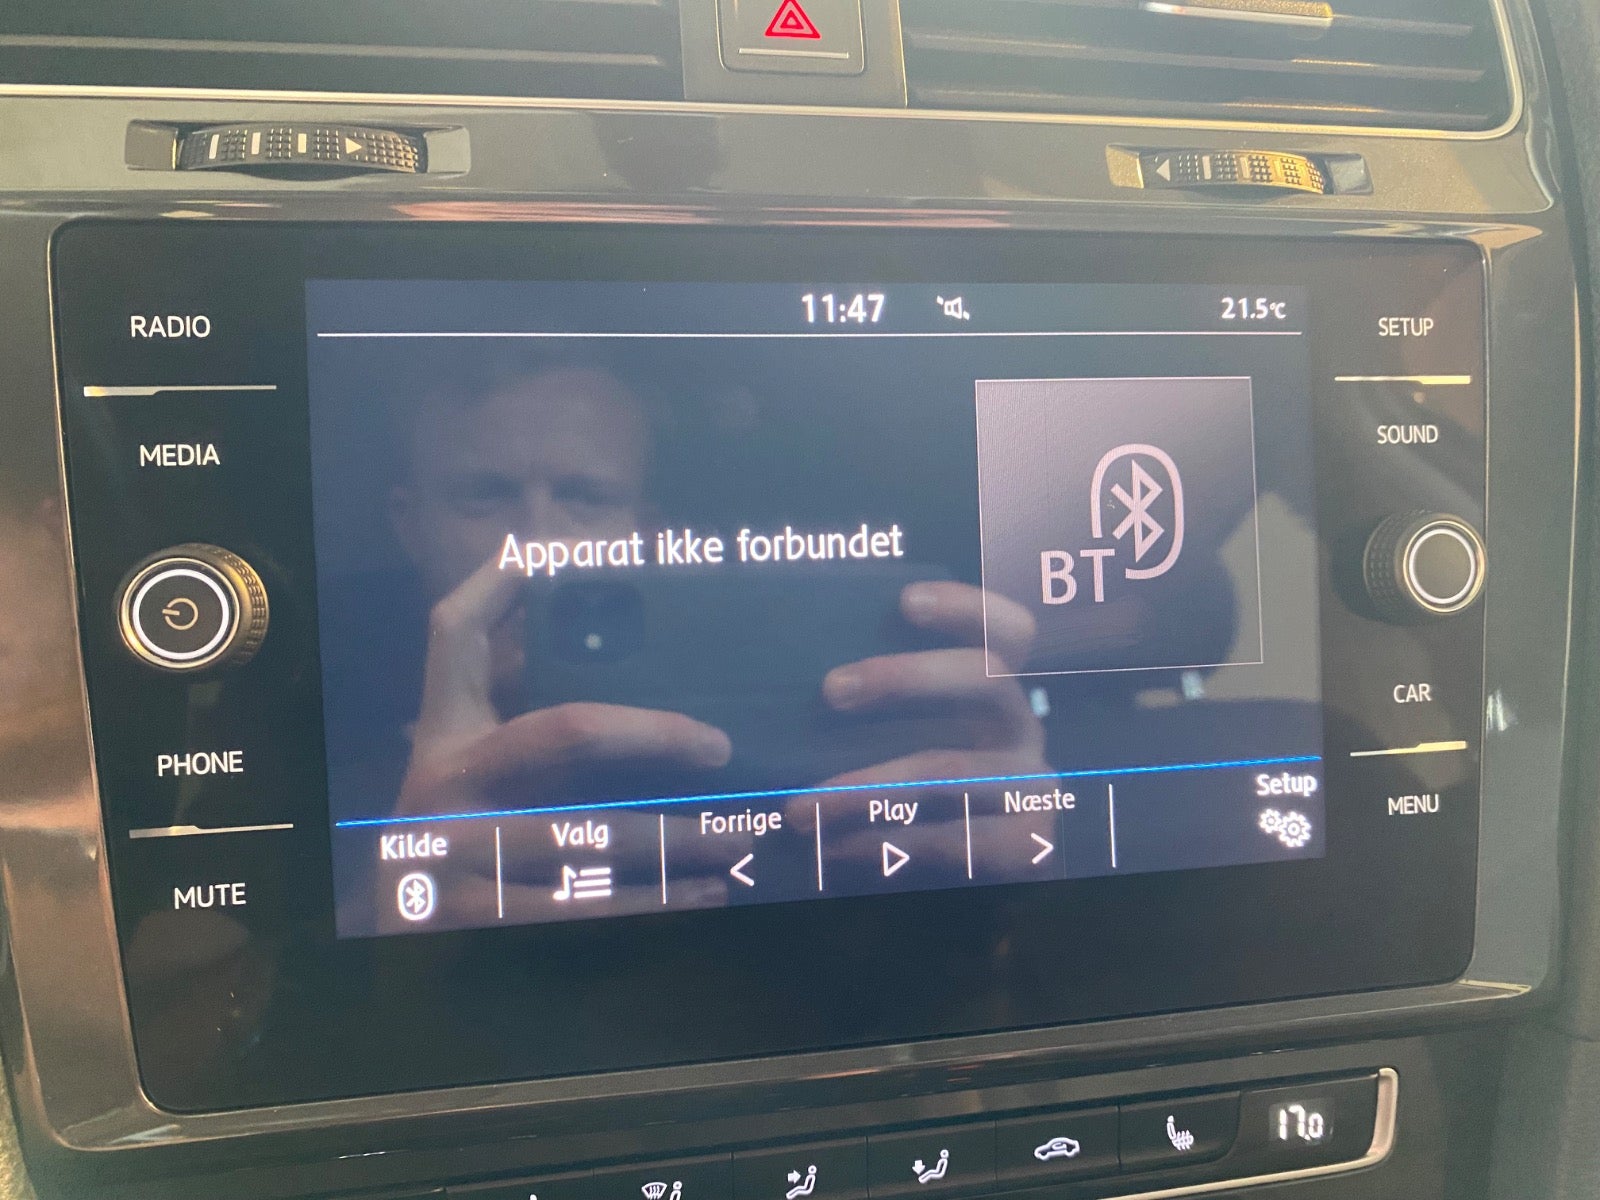 RADIO
MEDIA
PHONE
MUTE
11:47
21.5°C
Apparat ikke forbundet
BT
Kilde
Valg
Forrige
Play
Næste
Setup
SETUP
SOUND
CAR
MENU
17.0